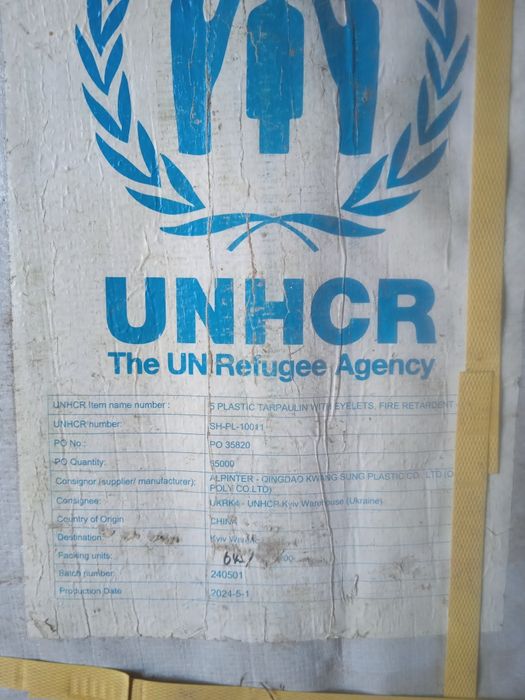 UNHCR
The UN Refugee Agency
UNHCR Item name number : 5 PLASTIC TARPAULIN WITH EYELETS, FIRE RETARDENT
UNHCR number: SH-PL-10011
PO No.: PO 35820
PO Quantity: 65000
Consignor (supplier/ manufacturer): ALPINTER - QINGDAO KWANG SUNG PLASTIC CO., LTD (O
POLY CO.LTD)
Consignee: UKRK4 - UNHCR Kyiv Warehouse (Ukraine)
Country of Origin CHINA
Destination: Kyiv
Packing units:
Batch number: 240501
Production Date 2024-5-1